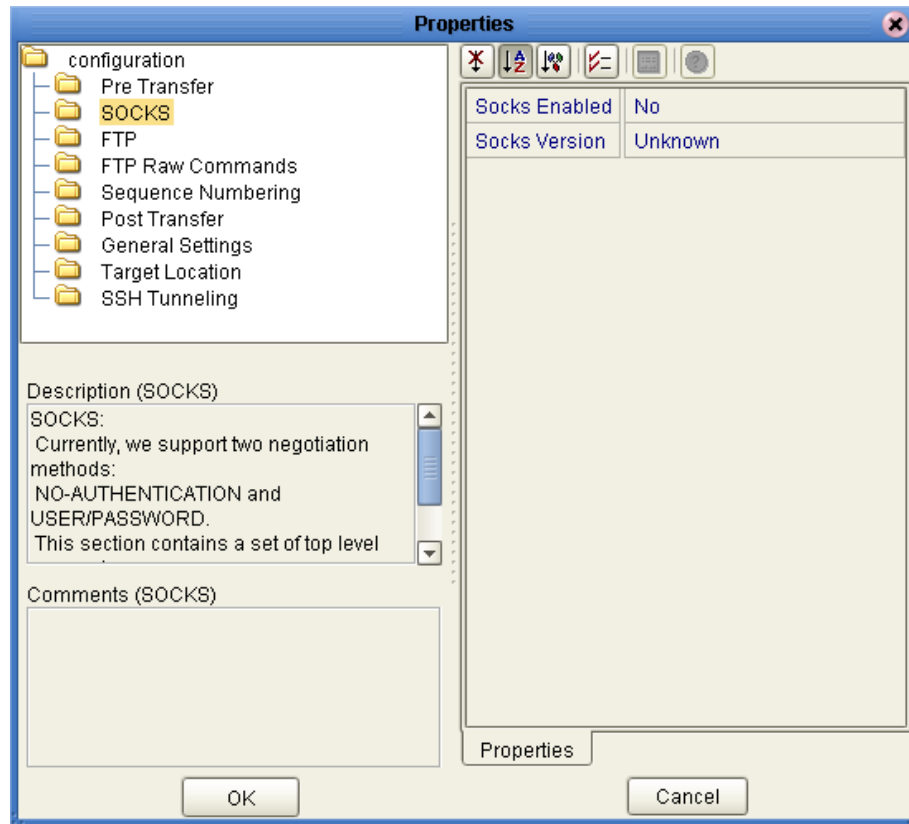 Properties
configuration
Pre Transfer
SOCKS
FTP
FTP Raw Commands
Sequence Numbering
Post Transfer
General Settings
Target Location
SSH Tunneling
Description (SOCKS)
SOCKS:
Currently, we support two negotiation
methods:
NO-AUTHENTICATION and
USER/PASSWORD.
This section contains a set of top level
Comments (SOCKS)
OK
Socks Enabled No
Socks Version Unknown
Properties
Cancel